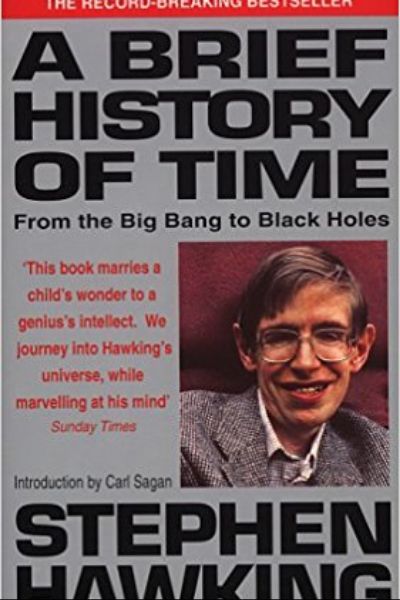 THE RECORD-BREAKING BESTSELLER
A BRIEF
HISTORY
OF TIME
From the Big Bang to Black Holes
'This book marries a
child's wonder to a
genius's intellect. We
journey into Hawking's
universe, while
marvelling at his mind'
Sunday Times
Introduction by Carl Sagan
STEPHEN
HAWKING